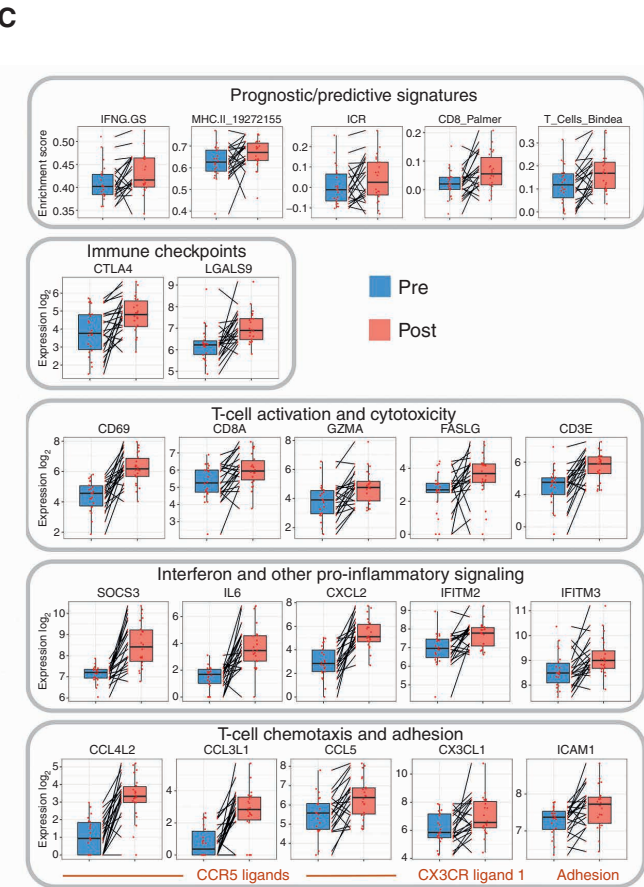 C
Prognostic/predictive signatures
IFNG.GS MHC.II_19272155 ICR CD8_Palmer T_Cells_Bindea
Enrichment score
0.50 0.45 0.40 0.35
0.7 0.6 0.5 0.4
0.2 0.1 0.0 −0.1
0.2 0.1 0.0
0.3 0.2 0.1 0.0
Immune checkpoints
CTLA4 LGALS9
Expression log2
6 5 4 3 2
9 8 7 6 5
Pre
Post
T-cell activation and cytotoxicity
CD69 CD8A GZMA FASLG CD3E
Expression log2
8 6 4 2
7 6 5 4 3
8 6 4 2
4 2 0
6 4 0
Interferon and other pro-inflammatory signaling
SOCS3 IL6 CXCL2 IFITM2 IFITM3
Expression log2
10 9 8 7 6
6 4 2 0
8 6 4 2 0
9 8 7 6 5
11 10 9 8
T-cell chemotaxis and adhesion
CCL4L2 CCL3L1 CCL5 CX3CL1 ICAM1
Expression log2
5 4 3 2 1 0
4 2 0
8 7 6 5 4
10 8 6 4
8 7
CCR5 ligands CX3CR ligand 1 Adhesion